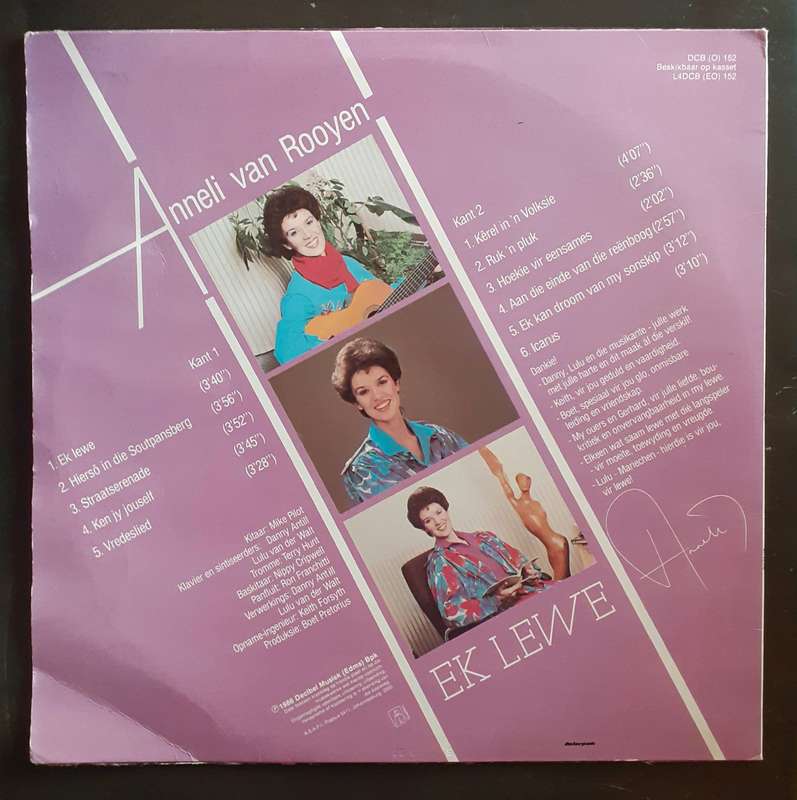 DCB (O) 152
Beskikbaar op kasset
L4DCB (EO) 152
Anneli van Rooyen
Kant 1
1. Ek lewe (3'40")
2. Hiersô in die Soutpansberg (3'56")
3. Straatserenade (3'52")
4. Ken jy jouself (3'45")
5. Vredeslied (3'28")
Kitaar: Mike Pilot
Klavier en sintiseerders: Danny Antill
Lulu van der Walt
Tromme: Terry Hunt
Baskitaar: Nippy Cripwell
Panfluit: Ron Franchitti
Verwerkings: Danny Antill
Lulu van der Walt
Opname-ingenieur: Keith Forsyth
Produksie: Boet Pretorius
Kant 2
1. Kêrel in 'n Volksie (4'07")
2. Ruk 'n pluk (2'36")
3. Hoekie vir eensames (2'02")
4. Aan die einde van die reënboog (2'57")
5. Ek kan droom van my sonskip (3'12")
6. Icarus (3'10")
Dankie!
- Danny, Lulu en die musikante - julle werk
met julle harte en dit maak al die verskil!
- Keith, vir jou geduld en vaardigheid.
- Boet, spesiaal vir jou glo, onmisbare
leiding en vriendskap.
- My ouers en Gerhard, vir julle liefde, bou-
kritiek en onvervangbaarheid in my lewe.
- Elkeen wat saam lewe met die langspeler
- vir moeite, toewyding en vreugde.
- Lulu - Manechen - hierdie is vir jou,
vir lewe!
Anneli
EK LEWE
℗ 1986 Decibel Musiek (Edms) Bpk